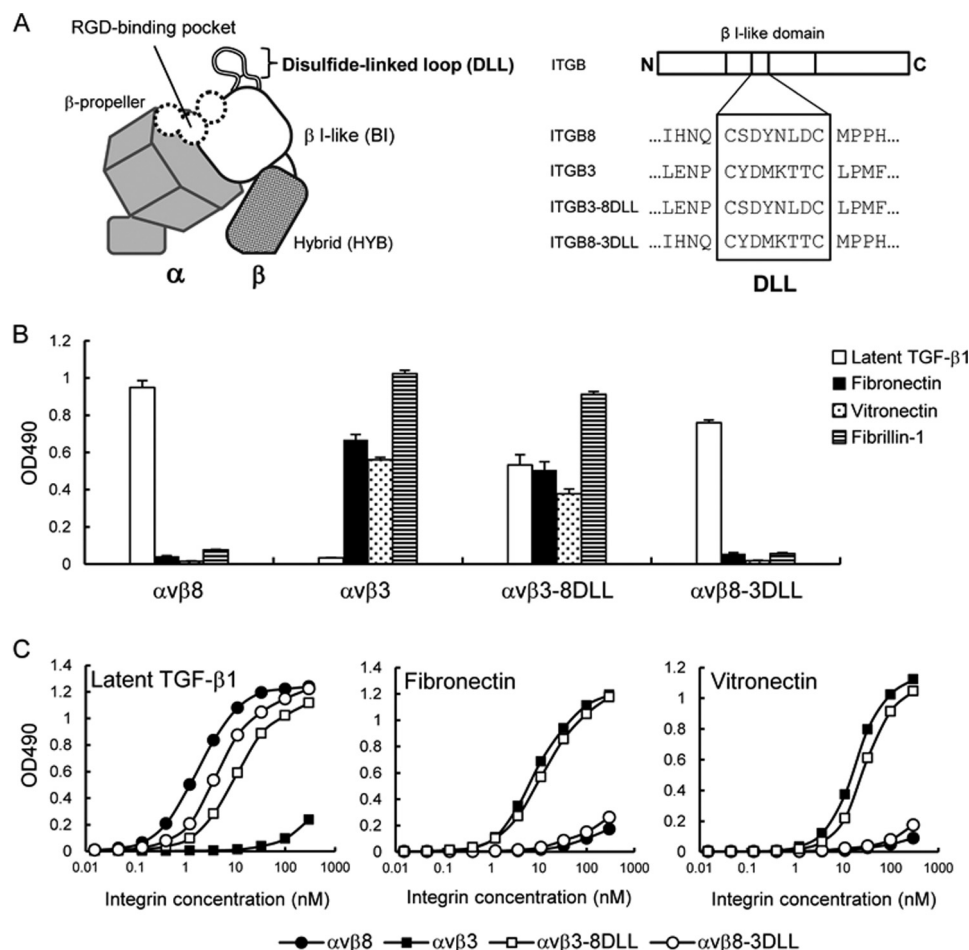 A
RGD-binding pocket
Disulfide-linked loop (DLL)
β-propeller
β I-like (BI)
Hybrid (HYB)
α
β
β I-like domain
ITGB
N
C
ITGB8 ...IHNQ CSDYNLDC MPPH...
ITGB3 ...LENP CYDMKTTC LPMF...
ITGB3-8DLL ...LENP CSDYNLDC LPMF...
ITGB8-3DLL ...IHNQ CYDMKTTC MPPH...
DLL
B
OD490
1.2
1
0.8
0.6
0.4
0.2
0
αvβ8 αvβ3 αvβ3-8DLL αvβ8-3DLL
Latent TGF-β1
Fibronectin
Vitronectin
Fibrillin-1
C
OD490
Latent TGF-β1
1.4
1.2
1
0.8
0.6
0.4
0.2
0
0.01 0.1 1 10 100 1000
Integrin concentration (nM)
Fibronectin
1.4
1.2
1
0.8
0.6
0.4
0.2
0
0.01 0.1 1 10 100 1000
Integrin concentration (nM)
Vitronectin
1.2
1
0.8
0.6
0.4
0.2
0
0.01 0.1 1 10 100 1000
Integrin concentration (nM)
αvβ8 αvβ3 αvβ3-8DLL αvβ8-3DLL